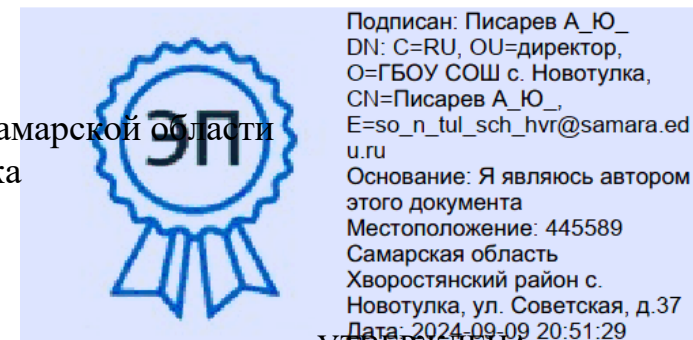 Подписан: Писарев А_Ю_
DN: C=RU, OU=директор,
O=ГБОУ СОШ с. Новотулка,
CN=Писарев А_Ю_,
E=so_n_tul_sch_hvr@samara.ed
u.ru
Основание: Я являюсь автором
этого документа
Местоположение: 445589
Самарская область
Хворостянский район с.
Новотулка, ул. Советская, д.37
Дата: 2024-09-09 20:51:29
ЭП
амарской области
ка